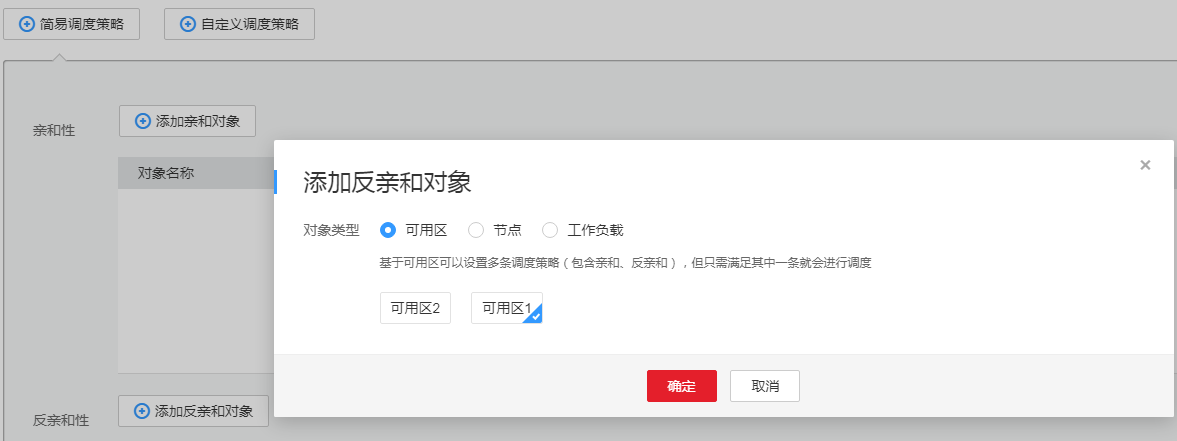 简易调度策略 自定义调度策略
亲和性 添加亲和对象
对象名称
添加反亲和对象 ×
对象类型 可用区 节点 工作负载
基于可用区可以设置多条调度策略（包含亲和、反亲和），但只需满足其中一条就会进行调度
可用区2 可用区1
确定 取消
反亲和性 添加反亲和对象